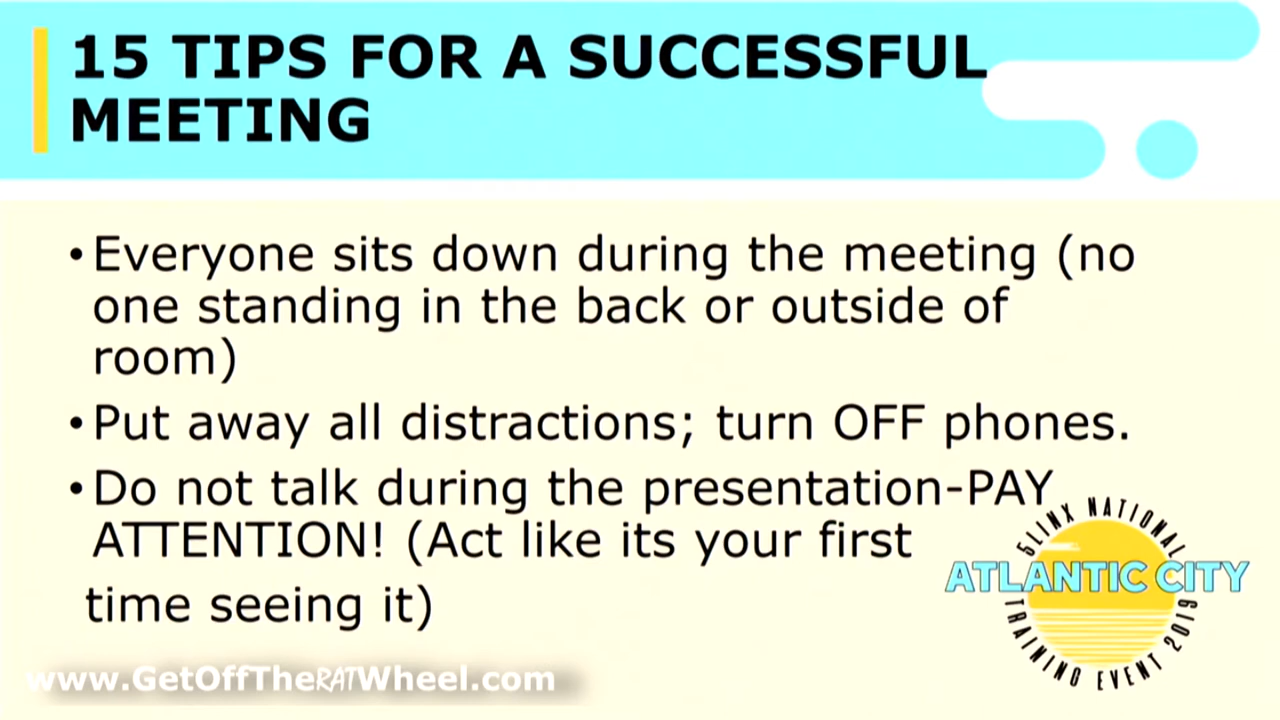 15 TIPS FOR A SUCCESSFUL
MEETING
•Everyone sits down during the meeting (no
one standing in the back or outside of
room)
•Put away all distractions; turn OFF phones.
•Do not talk during the presentation-PAY
ATTENTION! (Act like its your first
time seeing it)
5LINX NATIONAL
ATLANTIC CITY
TRAINING EVENT 2019
www.GetOffTheRATWheel.com